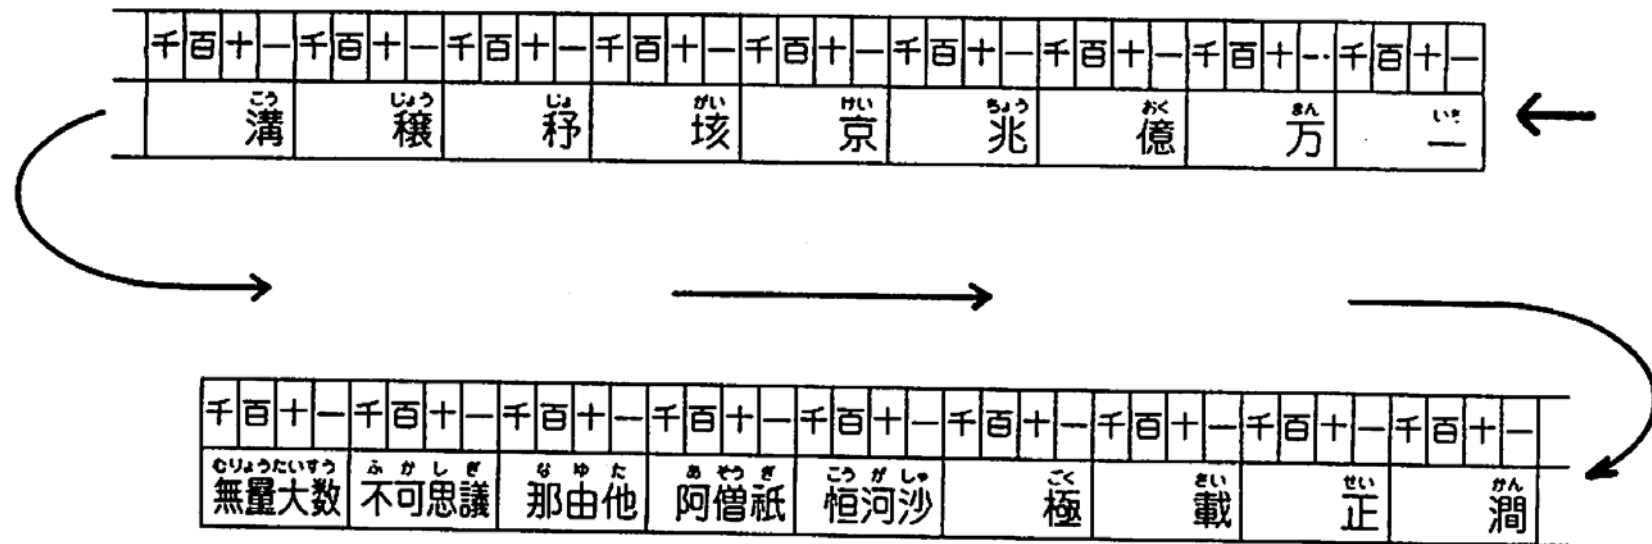 千百十一千百十一千百十一千百十一千百十一千百十一千百十一千百十一千百十一
こう じょう じょ がい けい ちょう おく まん いち
溝 穣 秭 垓 京 兆 億 万 一
千百十一千百十一千百十一千百十一千百十一千百十一千百十一千百十一千百十一
むりょうたいすう ふかしぎ なゆた あそうぎ こうがしゃ ごく さい せい かん
無量大数 不可思議 那由他 阿僧祇 恒河沙 極 載 正 澗